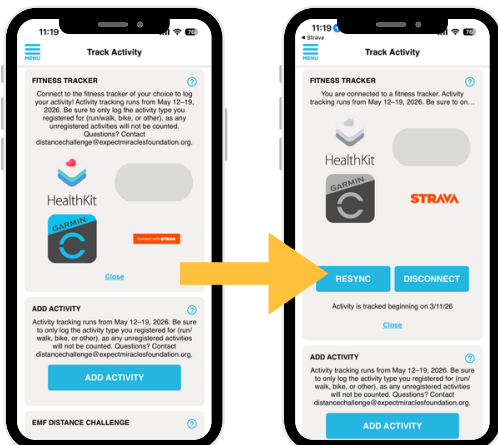 11:19
76
MENU
Track Activity
FITNESS TRACKER
?
Connect to the fitness tracker of your choice to log
your activity! Activity tracking runs from May 12–19,
2026. Be sure to only log the activity type you
registered for (run/walk, bike, or other), as any
unregistered activities will not be counted.
Questions? Contact
distancechallenge@expectmiraclesfoundation.org.
HealthKit
GARMIN
Connect with STRAVA
Close
ADD ACTIVITY
?
Activity tracking runs from May 12–19, 2026. Be sure
to only log the activity type you registered for (run/
walk, bike, or other), as any unregistered activities
will not be counted. Questions? Contact
distancechallenge@expectmiraclesfoundation.org.
ADD ACTIVITY
EMF DISTANCE CHALLENGE
?
11:19
76
◂ Strava
MENU
Track Activity
FITNESS TRACKER
?
You are connected to a fitness tracker. Activity
tracking runs from May 12–19, 2026. Be sure to on...
HealthKit
GARMIN
STRAVA
RESYNC
DISCONNECT
Activity is tracked beginning on 3/11/26
Close
ADD ACTIVITY
?
Activity tracking runs from May 12–19, 2026. Be sure
to only log the activity type you registered for (run/
walk, bike, or other), as any unregistered activities
will not be counted. Questions? Contact
distancechallenge@expectmiraclesfoundation.org.
ADD ACTIVITY